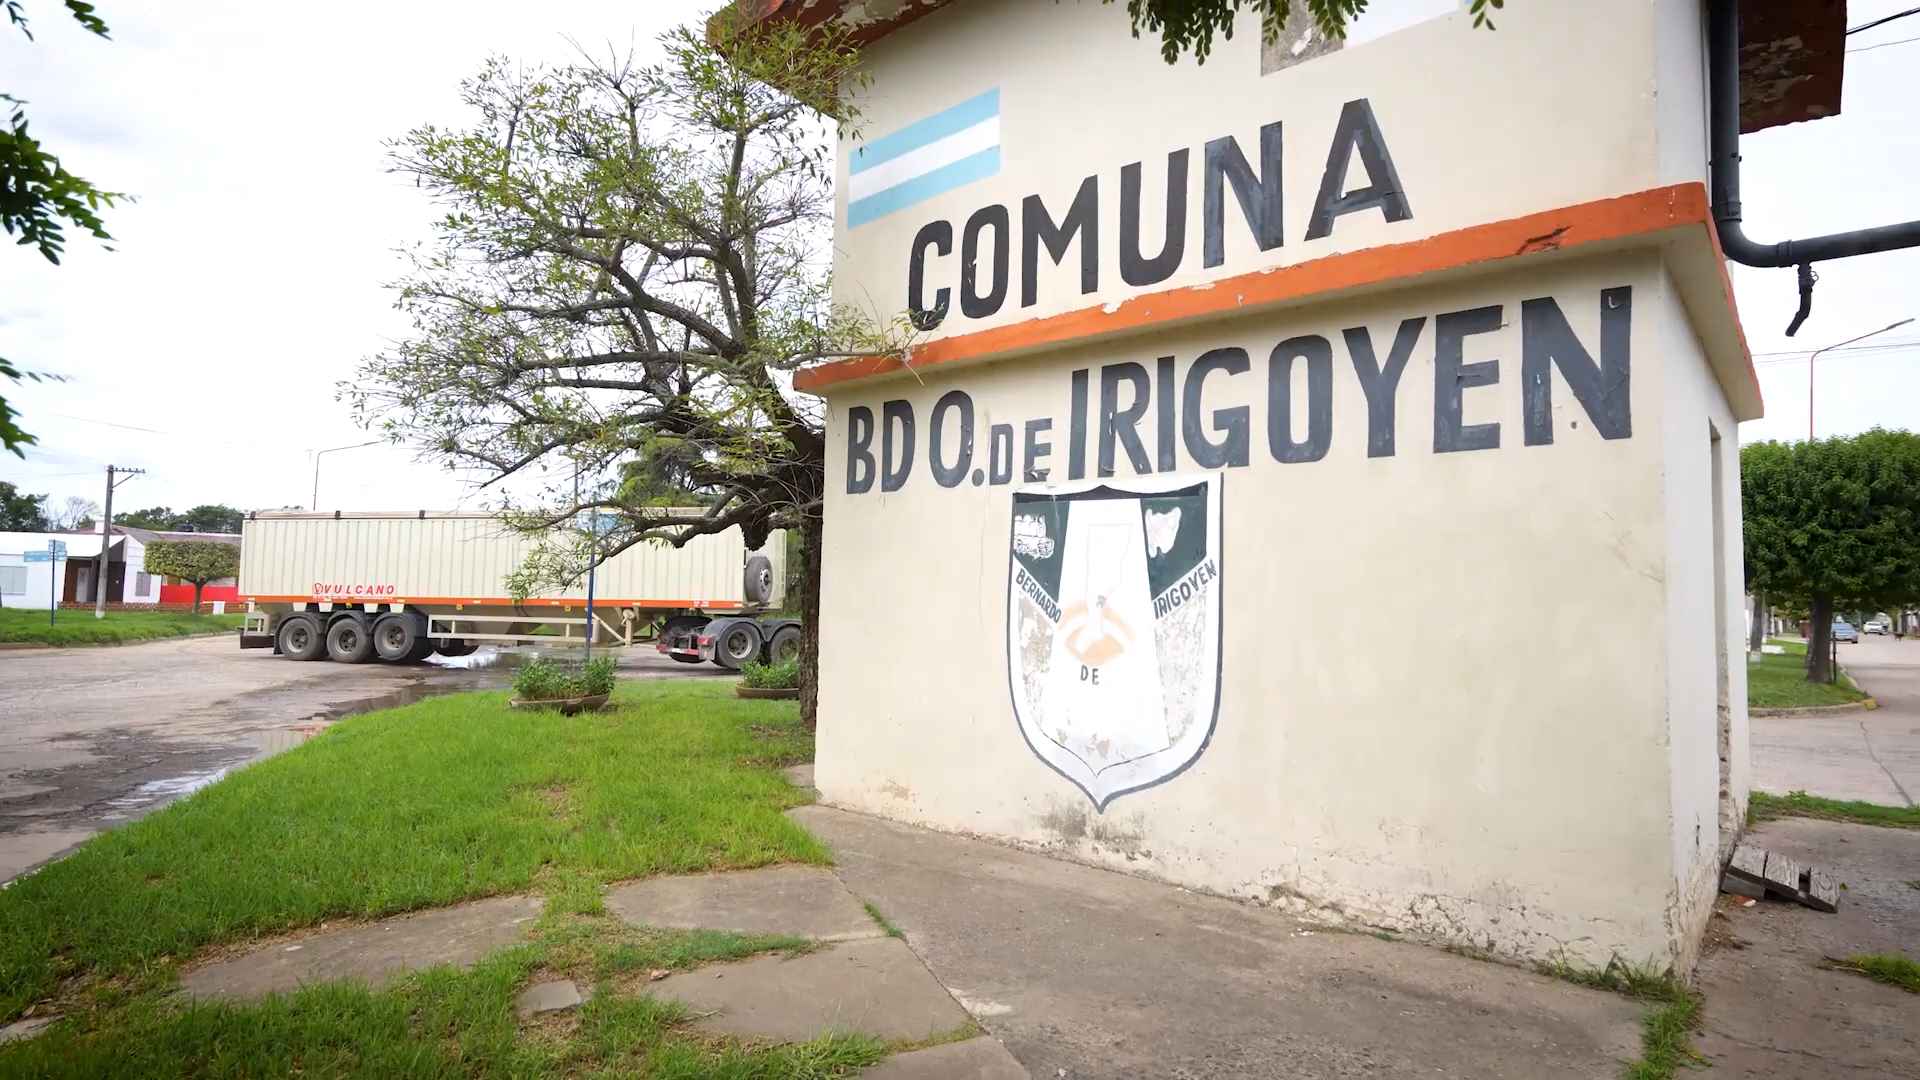 COMUNA
BDO. DE IRIGOYEN
BERNARDO
IRIGOYEN
DE
VULCANO